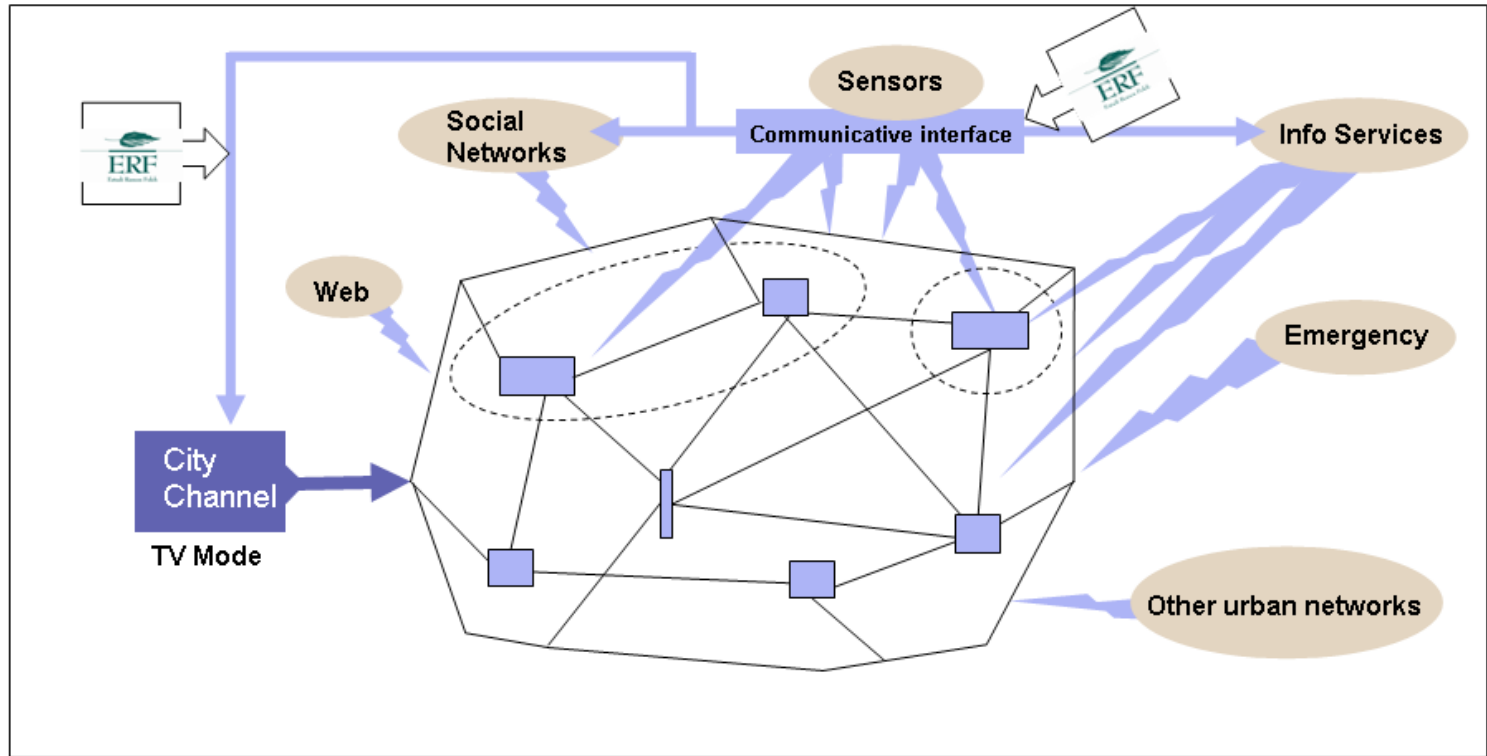 Sensors
ERF
Communicative interface
Social
Networks
Info Services
ERF
Web
Emergency
City
Channel
TV Mode
Other urban networks